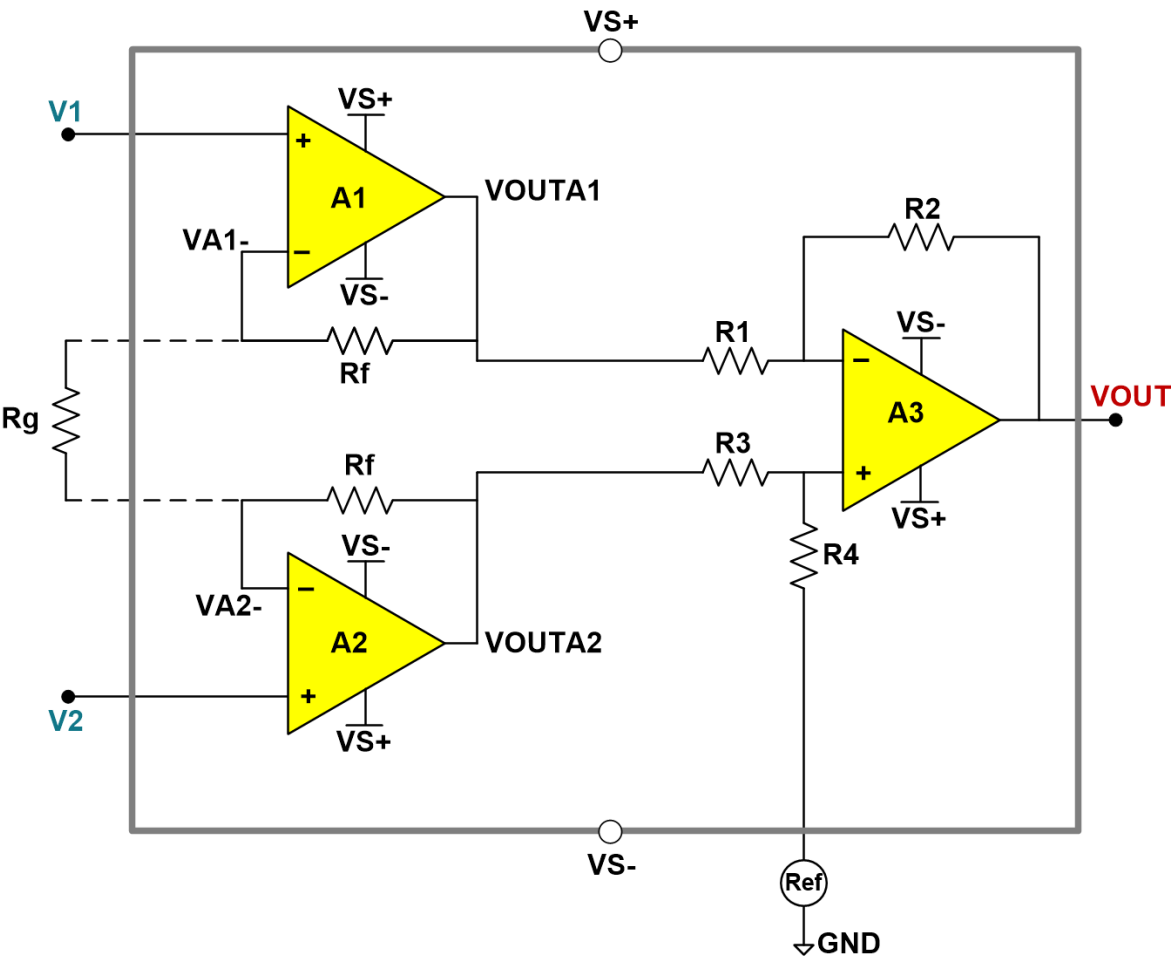 VS+
V1
VS+
+
A1
VOUTA1
VA1-
−
VS-
R2
Rf
R1
VS-
−
Rg
A3
VOUT
Rf
R3
+
VS+
VS-
R4
−
VA2-
A2
VOUTA2
+
V2
VS+
VS-
Ref
GND